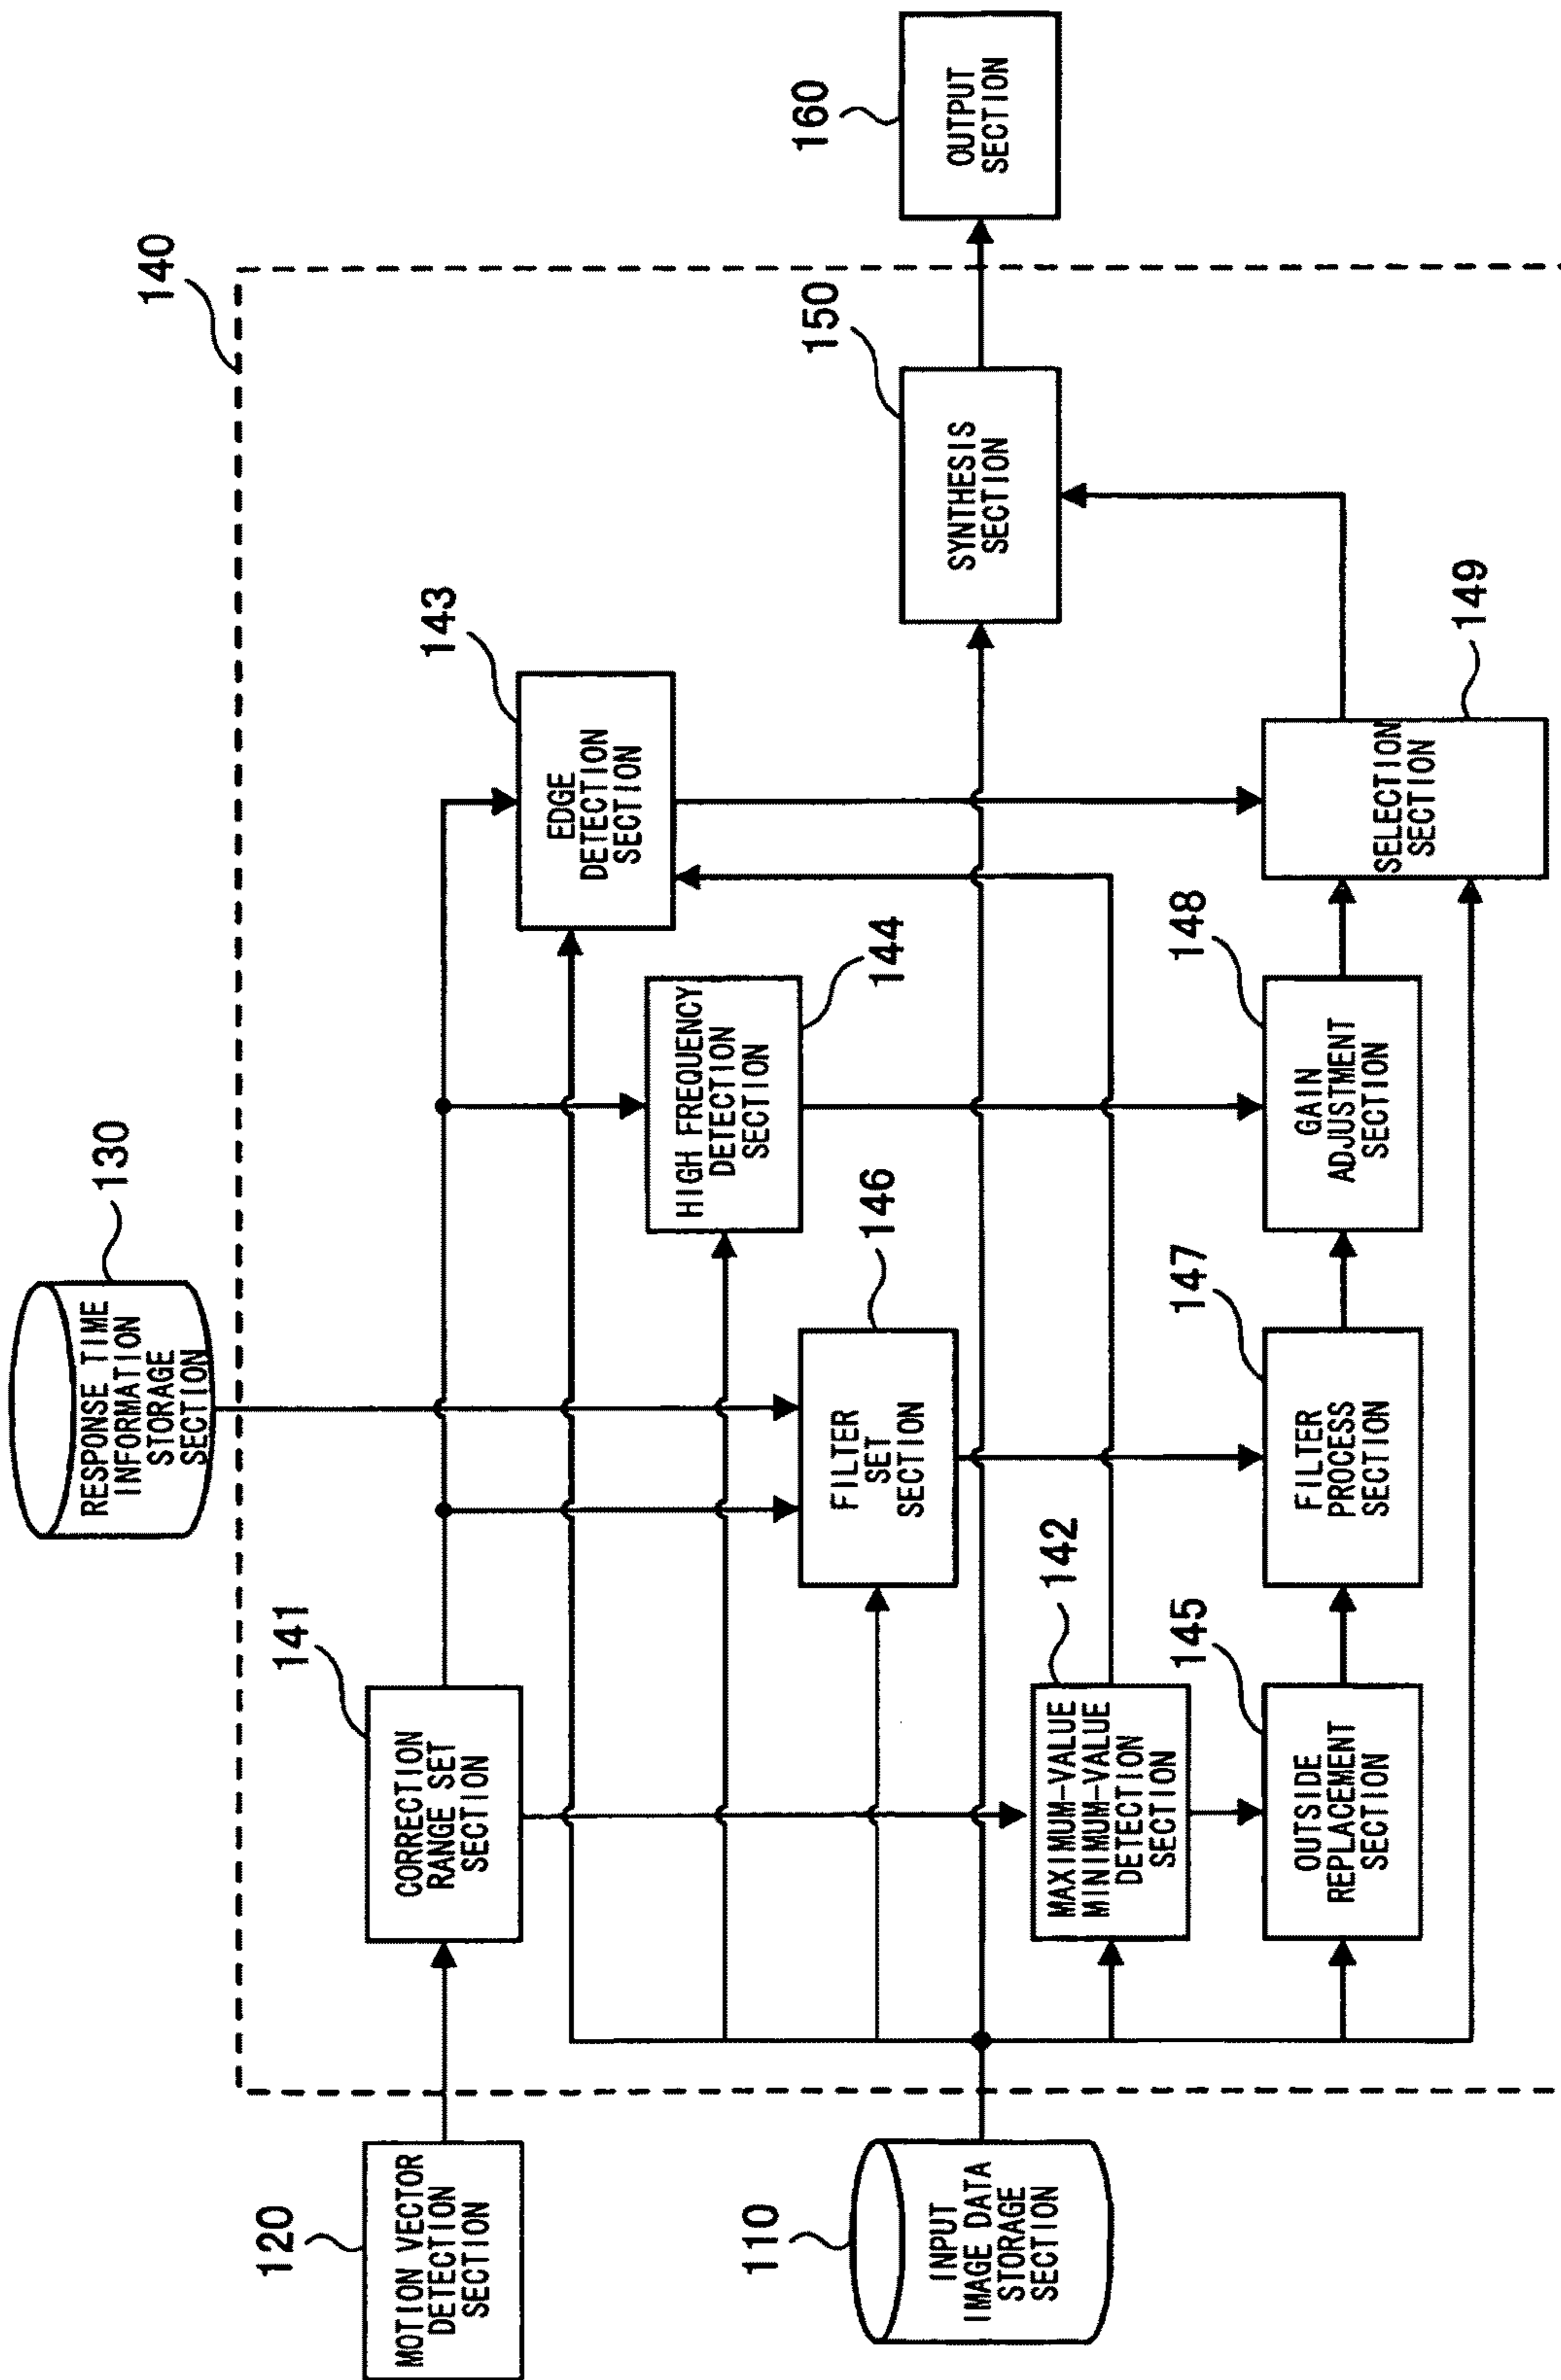 120
MOTION VECTOR
DETECTION
SECTION
110
INPUT
IMAGE DATA
STORAGE
SECTION
130
RESPONSE TIME
INFORMATION
STORAGE
SECTION
140
141
CORRECTION
RANGE SET
SECTION
142
MAXIMUM-VALUE
MINIMUM-VALUE
DETECTION
SECTION
145
OUTSIDE
REPLACEMENT
SECTION
146
FILTER
SET
SECTION
147
FILTER
PROCESS
SECTION
144
HIGH FREQUENCY
DETECTION
SECTION
148
GAIN
ADJUSTMENT
SECTION
143
EDGE
DETECTION
SECTION
149
SELECTION
SECTION
150
SYNTHESIS
SECTION
160
OUTPUT
SECTION